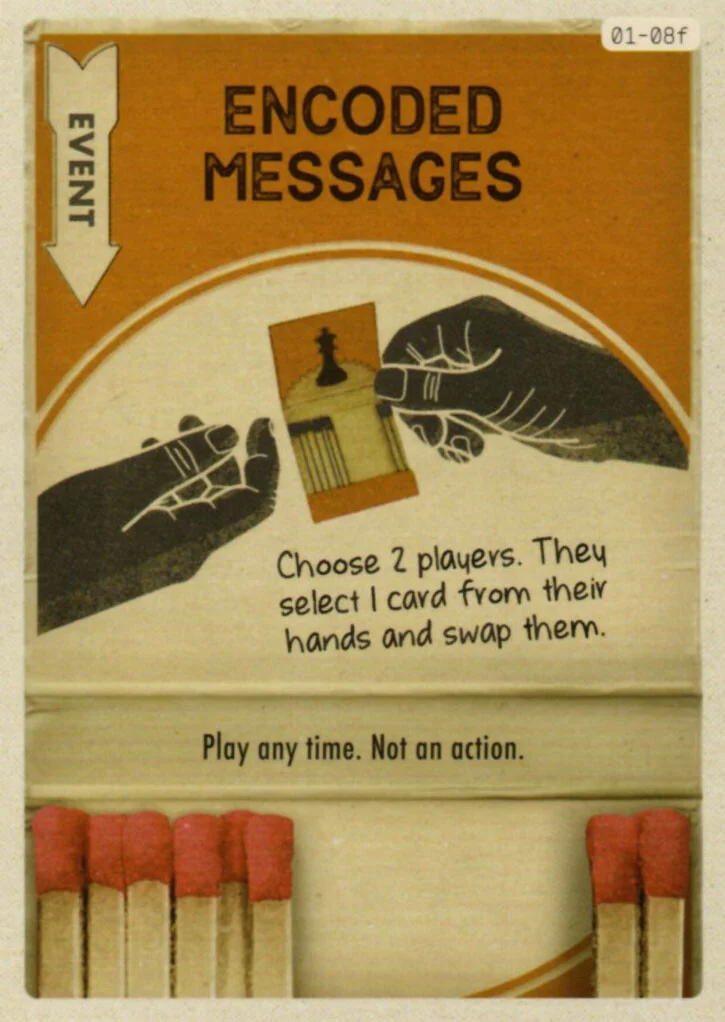 01-08f
EVENT
ENCODED
MESSAGES
Choose 2 players. They
select 1 card from their
hands and swap them.
Play any time. Not an action.